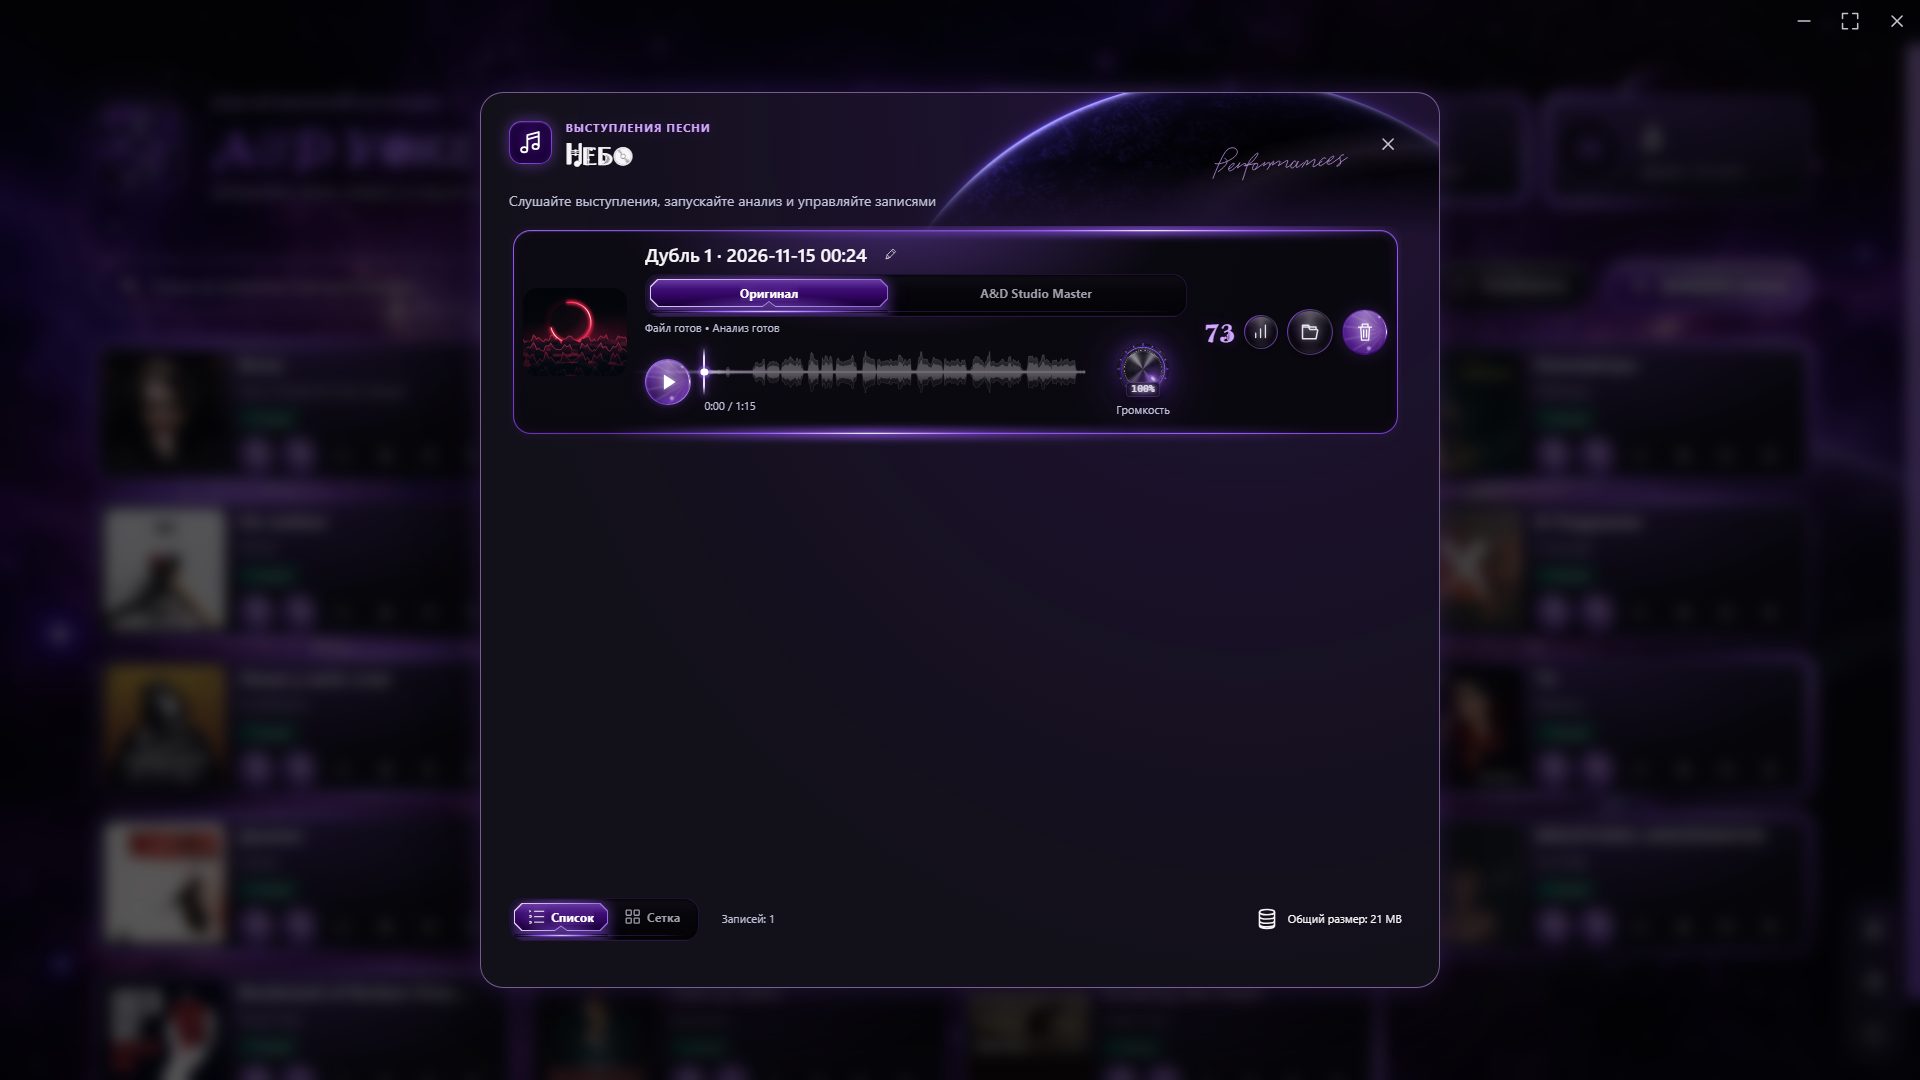 ВЫСТУПЛЕНИЯ ПЕСНИ
НЕБО
Performances
Слушайте выступления, запускайте анализ и управляйте записями
Дубль 1 · 2026-11-15 00:24
Оригинал
A&D Studio Master
Файл готов • Анализ готов
73
100%
0:00 / 1:15
Громкость
Список
Сетка
Записей: 1
Общий размер: 21 MB